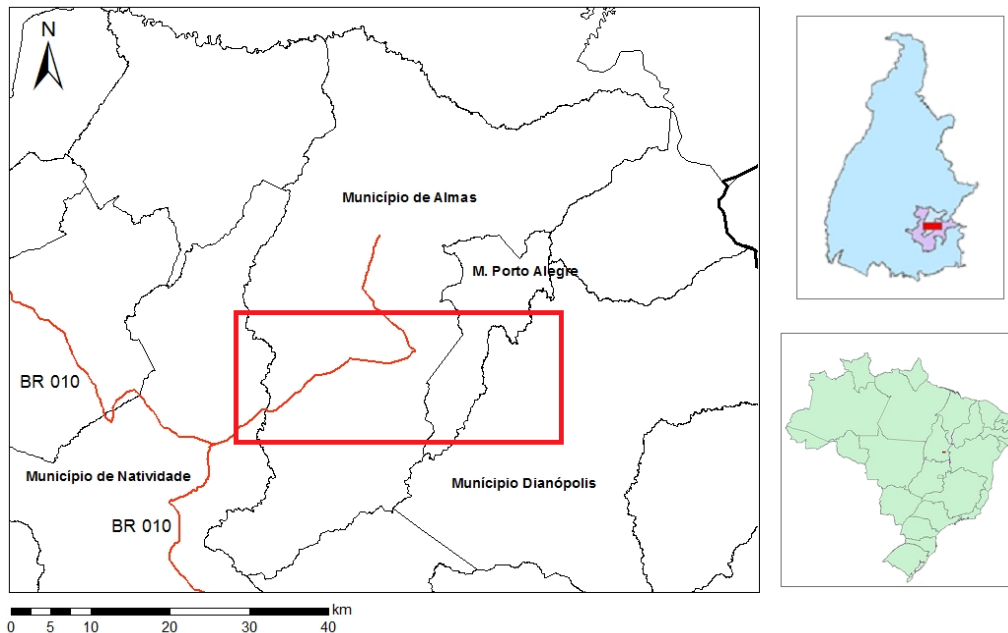 N
Município de Almas
M. Porto Alegre
BR 010
Município de Natividade
Munícipio Dianópolis
BR 010
km
0 5 10 20 30 40